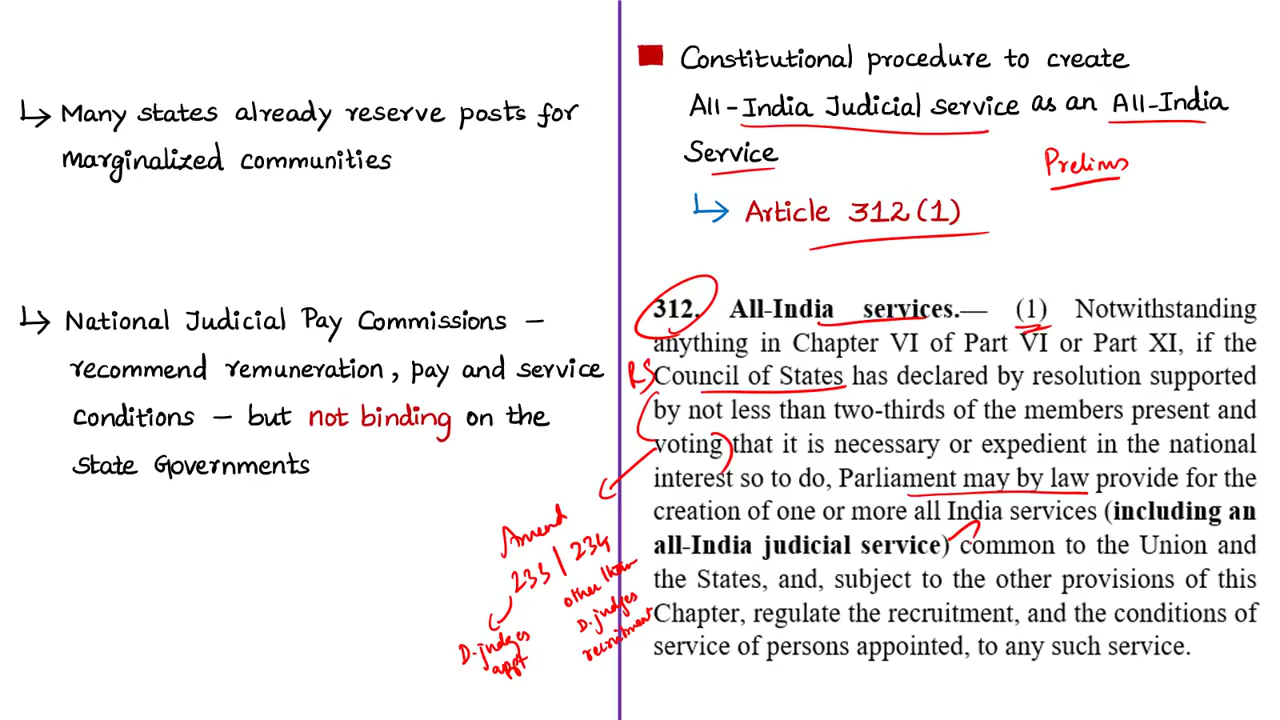 ↳ Many states already reserve posts for
marginalized communities
↳ National Judicial Pay Commissions –
recommend remuneration, pay and service
conditions – but not binding on the
State Governments
■ Constitutional procedure to create
All-India Judicial service as an All-India
Service
Prelims
↳ Article 312(1)
312. All-India services.— (1) Notwithstanding
anything in Chapter VI of Part VI or Part XI, if the
RS Council of States has declared by resolution supported
by not less than two-thirds of the members present and
voting that it is necessary or expedient in the national
interest so to do, Parliament may by law provide for the
creation of one or more all India services (including an
all-India judicial service) common to the Union and
the States, and, subject to the other provisions of this
Chapter, regulate the recruitment, and the conditions of
service of persons appointed, to any such service.
Amend
233 | 234
D. judges
appt
other than
D. judges
recruitment